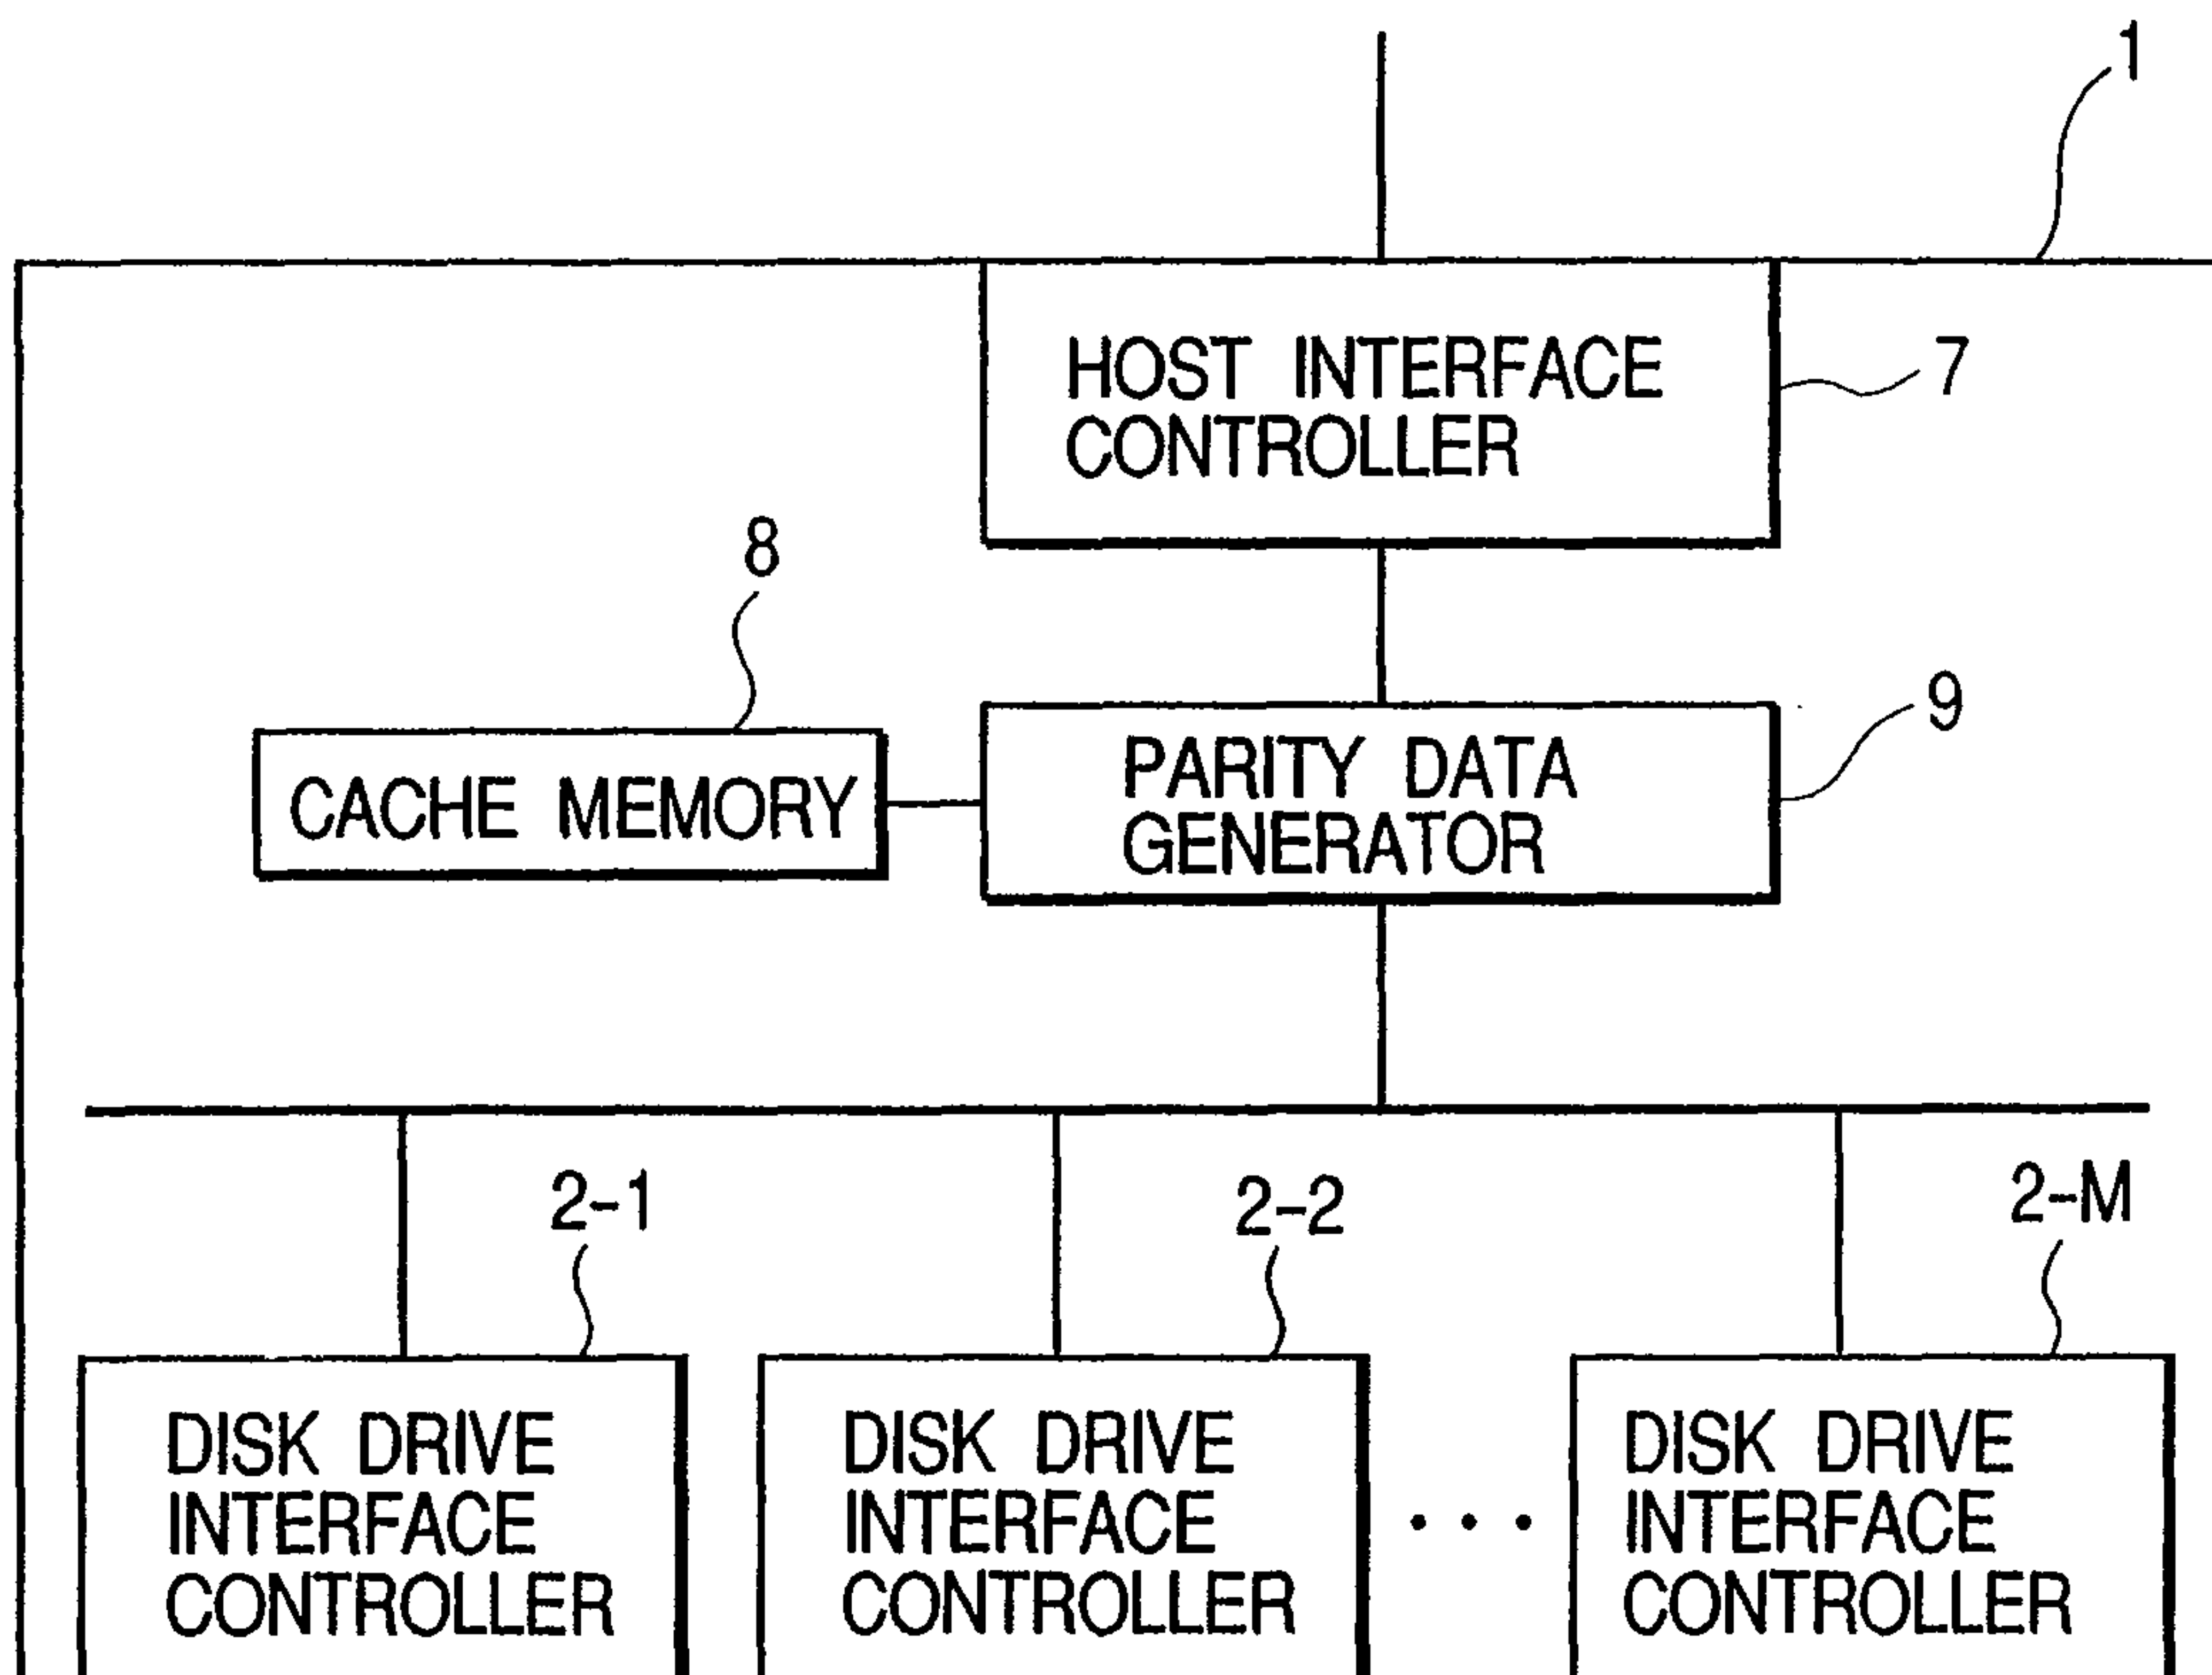 1
HOST INTERFACE
CONTROLLER
7
8
9
CACHE MEMORY
PARITY DATA
GENERATOR
2-1
2-2
2-M
DISK DRIVE
INTERFACE
CONTROLLER
DISK DRIVE
INTERFACE
CONTROLLER
• • •
DISK DRIVE
INTERFACE
CONTROLLER